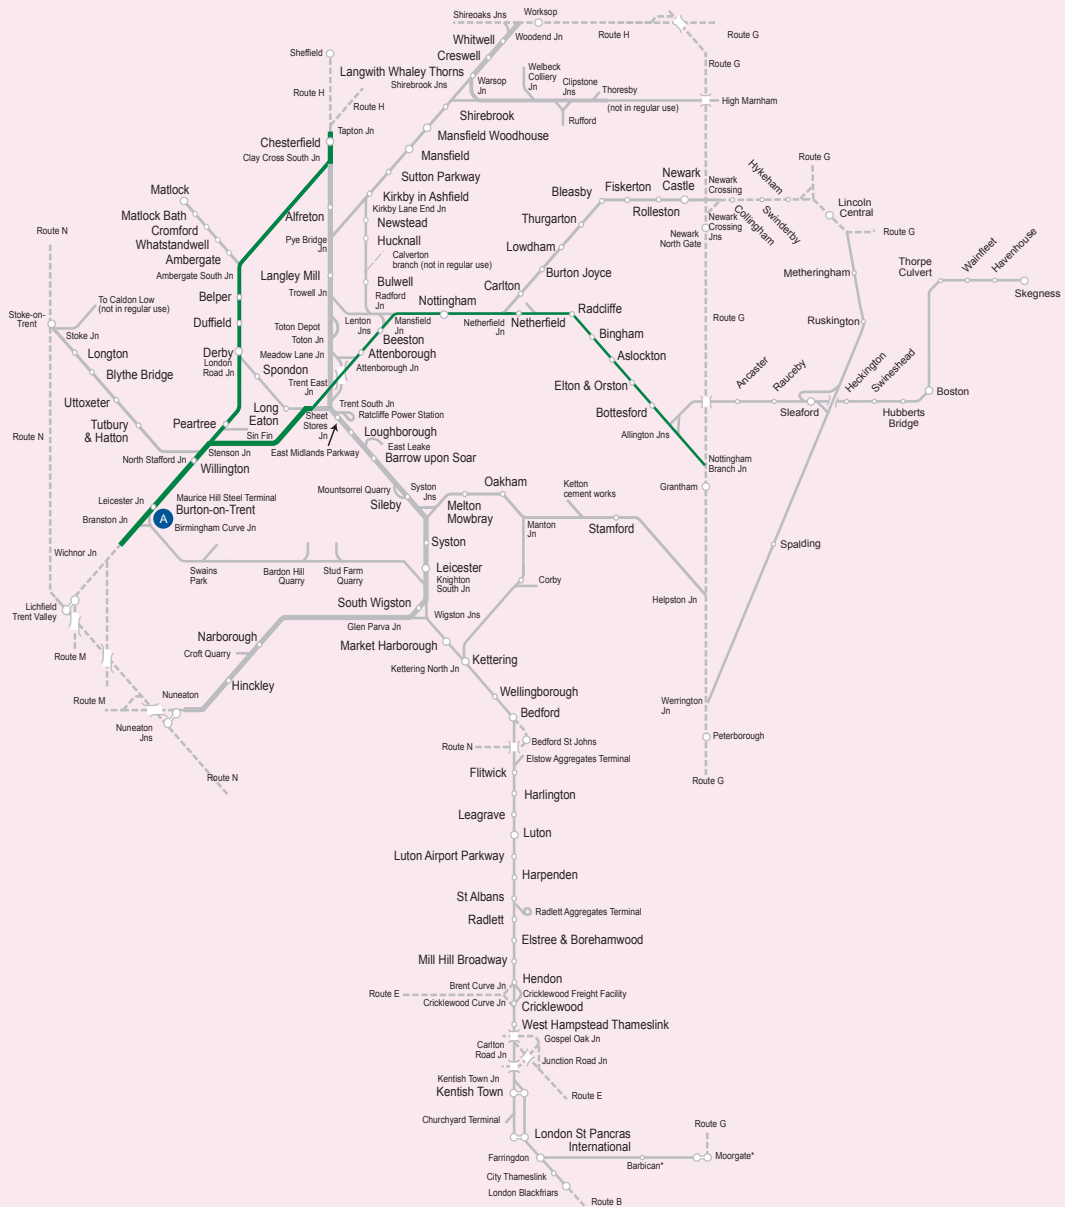 Shireoaks Jns
Worksop
Woodend Jn
Route H
Route G
Whitwell
Creswell
Langwith Whaley Thorns
Shirebrook Jns
Warsop
Jn
Welbeck
Colliery
Jn
Clipstone
Jns
Thoresby
(not in regular use)
Rufford
High Marnham
Route G
Sheffield
Route H
Route H
Tapton Jn
Chesterfield
Clay Cross South Jn
Shirebrook
Mansfield Woodhouse
Mansfield
Sutton Parkway
Kirkby in Ashfield
Kirkby Lane End Jn
Newstead
Hucknall
Calverton
branch (not in regular use)
Bulwell
Radford
Jn
Alfreton
Pye Bridge
Jn
Langley Mill
Trowell Jn
Lenton
Jns
Toton Depot
Toton Jn
Meadow Lane Jn
Trent East
Jn
Matlock
Matlock Bath
Cromford
Whatstandwell
Ambergate
Ambergate South Jn
Belper
Duffield
Derby
London
Road Jn
Spondon
Long
Eaton
Peartree
Sin Fin
Stenson Jn
Nottingham
Mansfield
Jn
Beeston
Attenborough
Attenborough Jn
Netherfield
Jn
Netherfield
Carlton
Burton Joyce
Lowdham
Thurgarton
Bleasby
Fiskerton
Rolleston
Newark
Castle
Newark
Crossing
Newark
Crossing
Jns
Newark
North Gate
Collingham
Swinderby
Hykeham
Route G
Lincoln
Central
Route G
Metheringham
Ruskington
Radcliffe
Bingham
Aslockton
Elton & Orston
Bottesford
Allington Jns
Nottingham
Branch Jn
Grantham
Route G
Ancaster
Rauceby
Sleaford
Heckington
Swineshead
Hubberts
Bridge
Boston
Thorpe
Culvert
Wainfleet
Havenhouse
Skegness
Route N
To Caldon Low
(not in regular use)
Stoke-on-
Trent
Stoke Jn
Longton
Blythe Bridge
Uttoxeter
Tutbury
& Hatton
North Stafford Jn
Willington
Route N
Leicester Jn
Maurice Hill Steel Terminal
Burton-on-Trent
A
Branston Jn
Birmingham Curve Jn
Wichnor Jn
Lichfield
Trent Valley
Route M
Route M
Sheet
Stores
Jn
Trent South Jn
Ratcliffe Power Station
East Midlands Parkway
Loughborough
East Leake
Barrow upon Soar
Mountsorrel Quarry
Sileby
Syston
Jns
Melton
Mowbray
Oakham
Ketton
cement works
Manton
Jn
Stamford
Helpston Jn
Spalding
Syston
Leicester
Knighton
South Jn
Corby
Swains
Park
Bardon Hill
Quarry
Stud Farm
Quarry
South Wigston
Glen Parva Jn
Wigston Jns
Narborough
Croft Quarry
Hinckley
Nuneaton
Nuneaton
Jns
Route N
Market Harborough
Kettering North Jn
Kettering
Wellingborough
Bedford
Werrington
Jn
Peterborough
Route G
Route N
Bedford St Johns
Elstow Aggregates Terminal
Flitwick
Harlington
Leagrave
Luton
Luton Airport Parkway
Harpenden
St Albans
Radlett Aggregates Terminal
Radlett
Elstree & Borehamwood
Mill Hill Broadway
Hendon
Brent Curve Jn
Route E
Cricklewood Freight Facility
Cricklewood Curve Jn
Cricklewood
West Hampstead Thameslink
Gospel Oak Jn
Carlton
Road Jn
Junction Road Jn
Kentish Town Jn
Kentish Town
Route E
Churchyard Terminal
London St Pancras
International
Route G
Farringdon
Barbican*
Moorgate*
City Thameslink
London Blackfriars
Route B